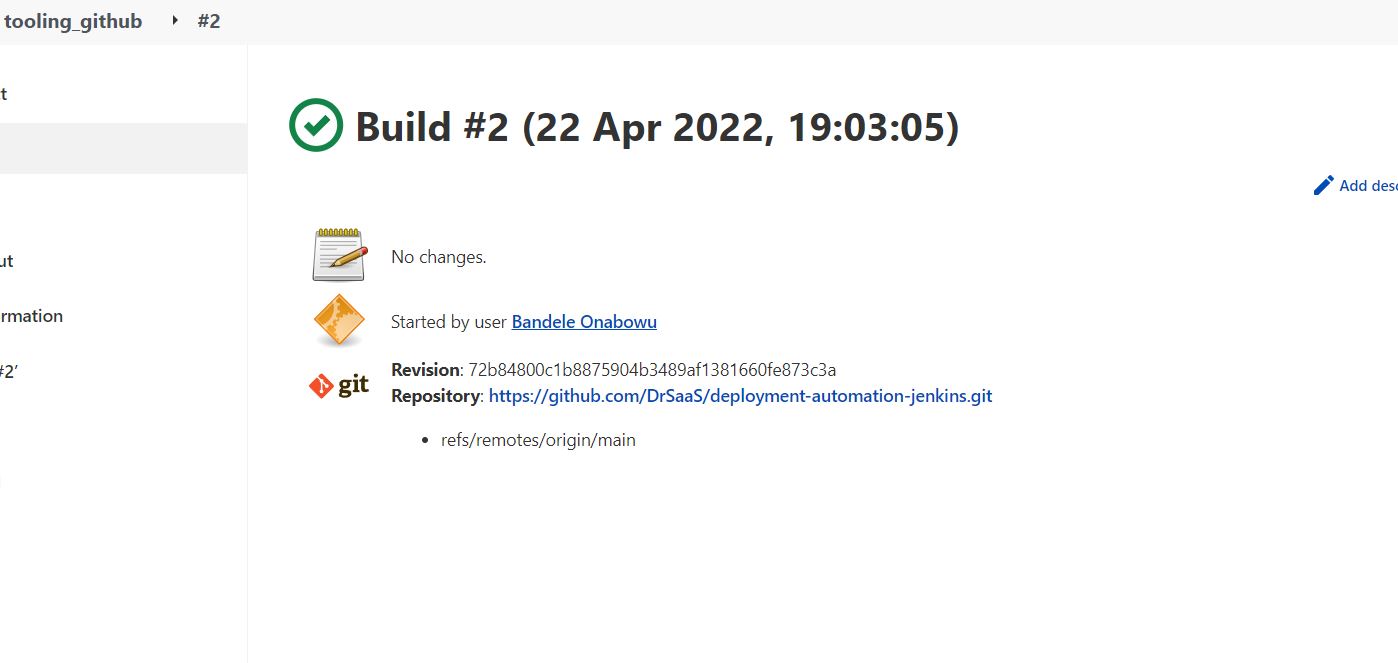 tooling_github #2
t
Build #2 (22 Apr 2022, 19:03:05)
Add desc
No changes.
ut
rmation
Started by user Bandele Onabowu
#2’
git
Revision: 72b84800c1b8875904b3489af1381660fe873c3a
Repository: https://github.com/DrSaaS/deployment-automation-jenkins.git
• refs/remotes/origin/main